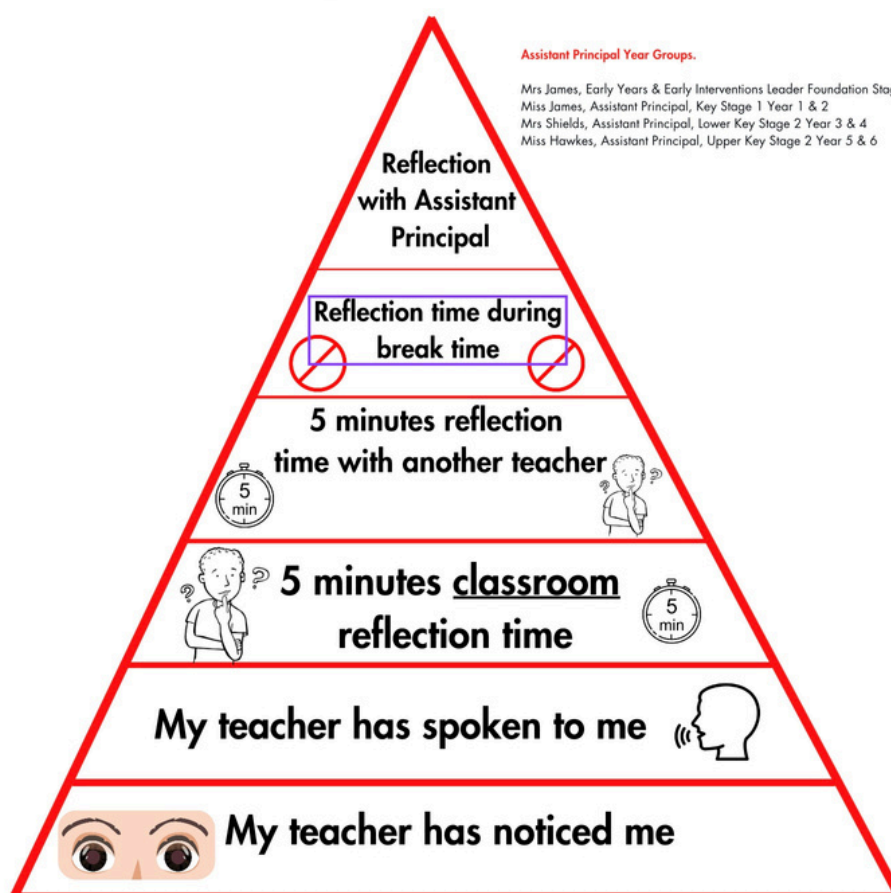 Assistant Principal Year Groups.
Mrs James, Early Years & Early Interventions Leader Foundation
Miss James, Assistant Principal, Key Stage 1 Year 1 & 2
Mrs Shields, Assistant Principal, Lower Key Stage 2 Year 3 & 4
Miss Hawkes, Assistant Principal, Upper Key Stage 2 Year 5 & 6
Reflection
with Assistant
Principal
Reflection time during
break time
5 minutes reflection
time with another teacher
5
min
?
?
5 minutes classroom
reflection time
?
?
5
min
My teacher has spoken to me
My teacher has noticed me